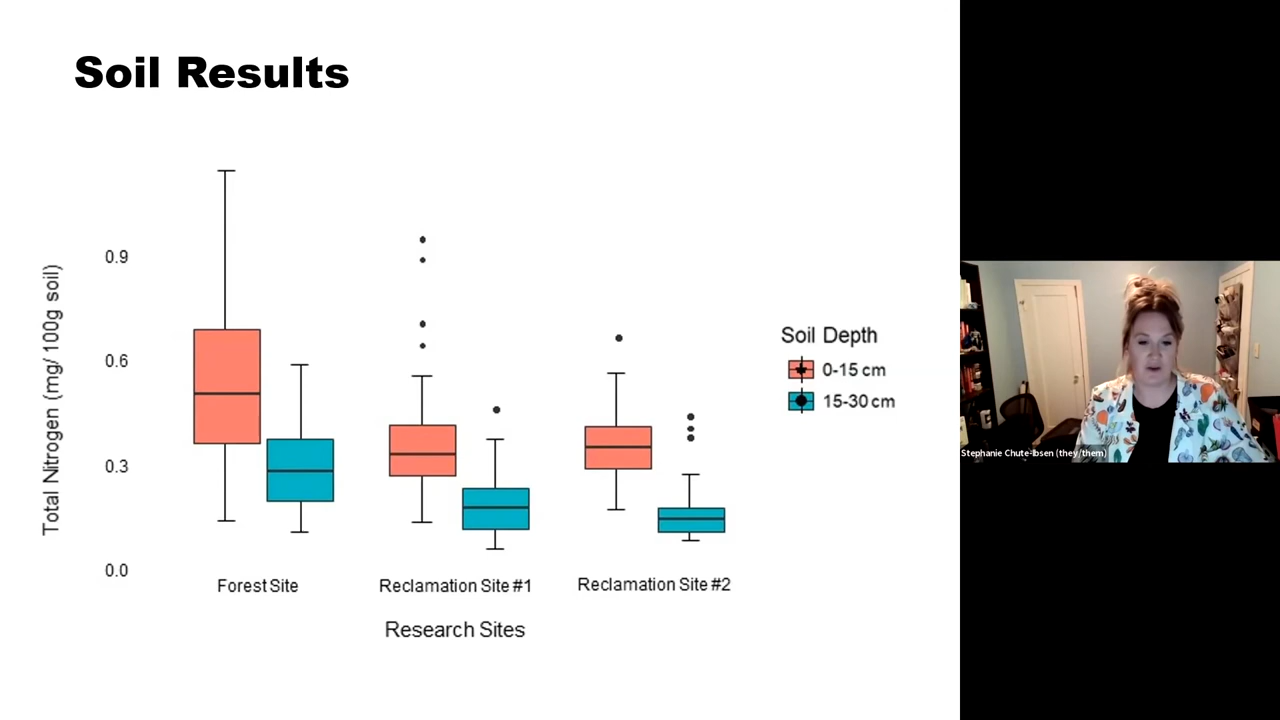 Soil Results
Total Nitrogen (mg/ 100g soil)
0.9
0.6
0.3
0.0
Forest Site
Reclamation Site #1
Reclamation Site #2
Research Sites
Soil Depth
0-15 cm
15-30 cm
Stephanie Chute-Ibsen (they/them)